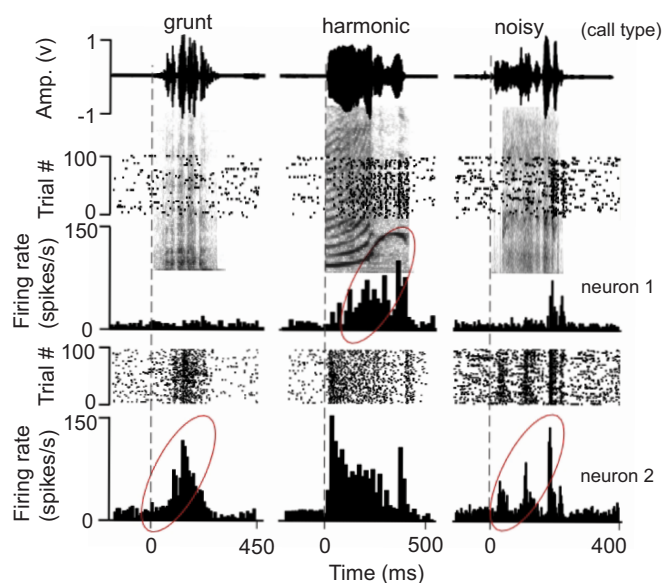 grunt harmonic noisy (call type)
Amp. (v)
1
-1
Trial #
100
0
Firing rate
(spikes/s)
150
0
neuron 1
Trial #
100
0
Firing rate
(spikes/s)
150
0
neuron 2
0 450 0 500 0 400
Time (ms)